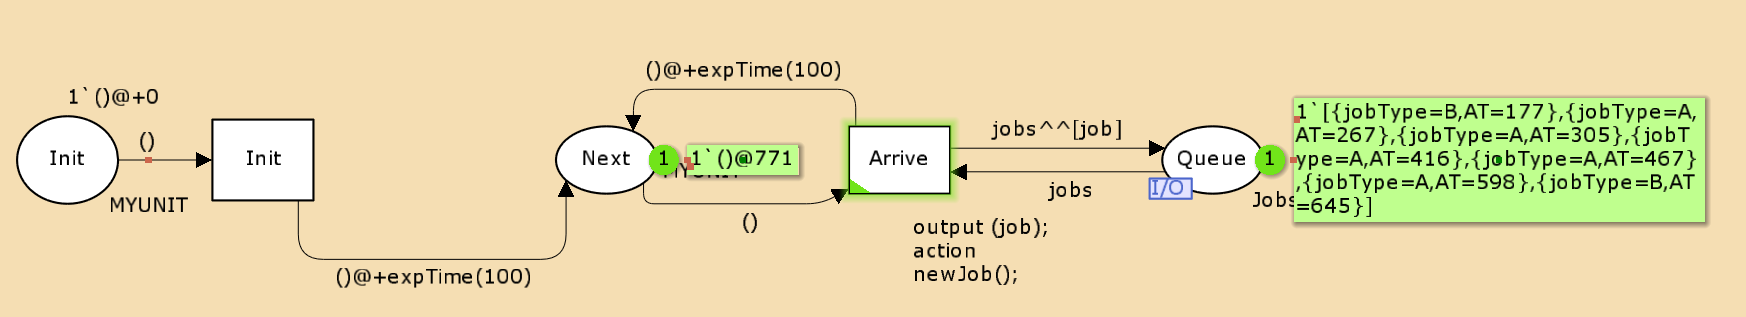 ()@+expTime(100)
1`()@+0
()
Init
Init
MYUNIT
()@+expTime(100)
Next
1
1`()@771
()
Arrive
jobs^^[job]
jobs
output (job);
action
newJob();
Queue
I/O
1
Jobs
1`[{jobType=B,AT=177},{jobType=A,
AT=267},{jobType=A,AT=305},{jobT
ype=A,AT=416},{jobType=A,AT=467}
,{jobType=A,AT=598},{jobType=B,AT
=645}]